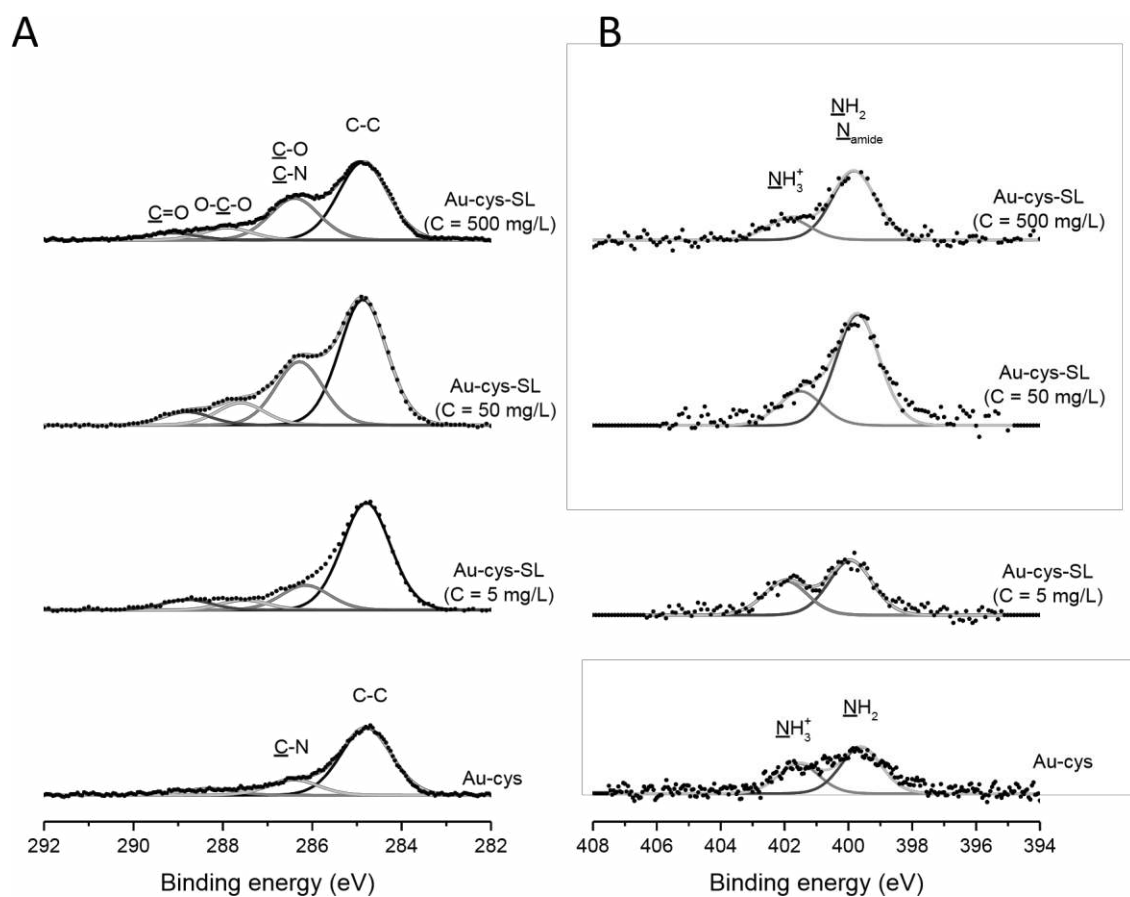 A
C-C
C-O
C-N
O-C-O
C=O
Au-cys-SL
(C = 500 mg/L)
Au-cys-SL
(C = 50 mg/L)
Au-cys-SL
(C = 5 mg/L)
C-C
C-N
Au-cys
292 290 288 286 284 282
Binding energy (eV)
B
NH₂
Namide
NH₃⁺
Au-cys-SL
(C = 500 mg/L)
Au-cys-SL
(C = 50 mg/L)
Au-cys-SL
(C = 5 mg/L)
NH₃⁺
NH₂
Au-cys
408 406 404 402 400 398 396 394
Binding energy (eV)